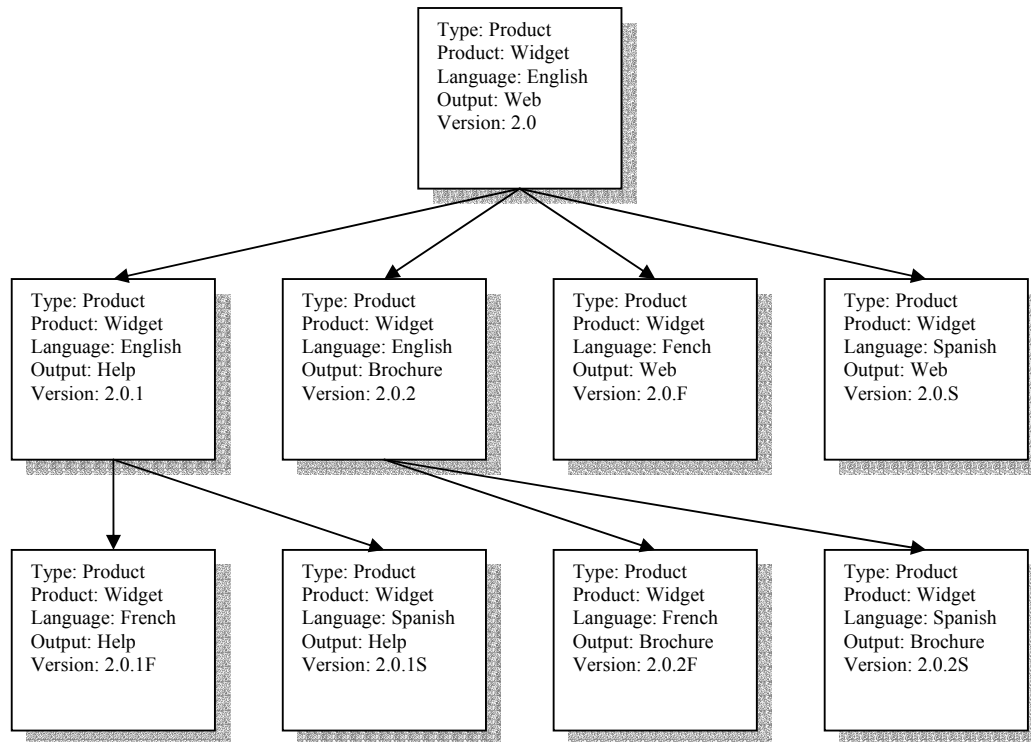 Type: Product
Product: Widget
Language: English
Output: Web
Version: 2.0
Type: Product
Product: Widget
Language: English
Output: Help
Version: 2.0.1
Type: Product
Product: Widget
Language: English
Output: Brochure
Version: 2.0.2
Type: Product
Product: Widget
Language: Fench
Output: Web
Version: 2.0.F
Type: Product
Product: Widget
Language: Spanish
Output: Web
Version: 2.0.S
Type: Product
Product: Widget
Language: French
Output: Help
Version: 2.0.1F
Type: Product
Product: Widget
Language: Spanish
Output: Help
Version: 2.0.1S
Type: Product
Product: Widget
Language: French
Output: Brochure
Version: 2.0.2F
Type: Product
Product: Widget
Language: Spanish
Output: Brochure
Version: 2.0.2S